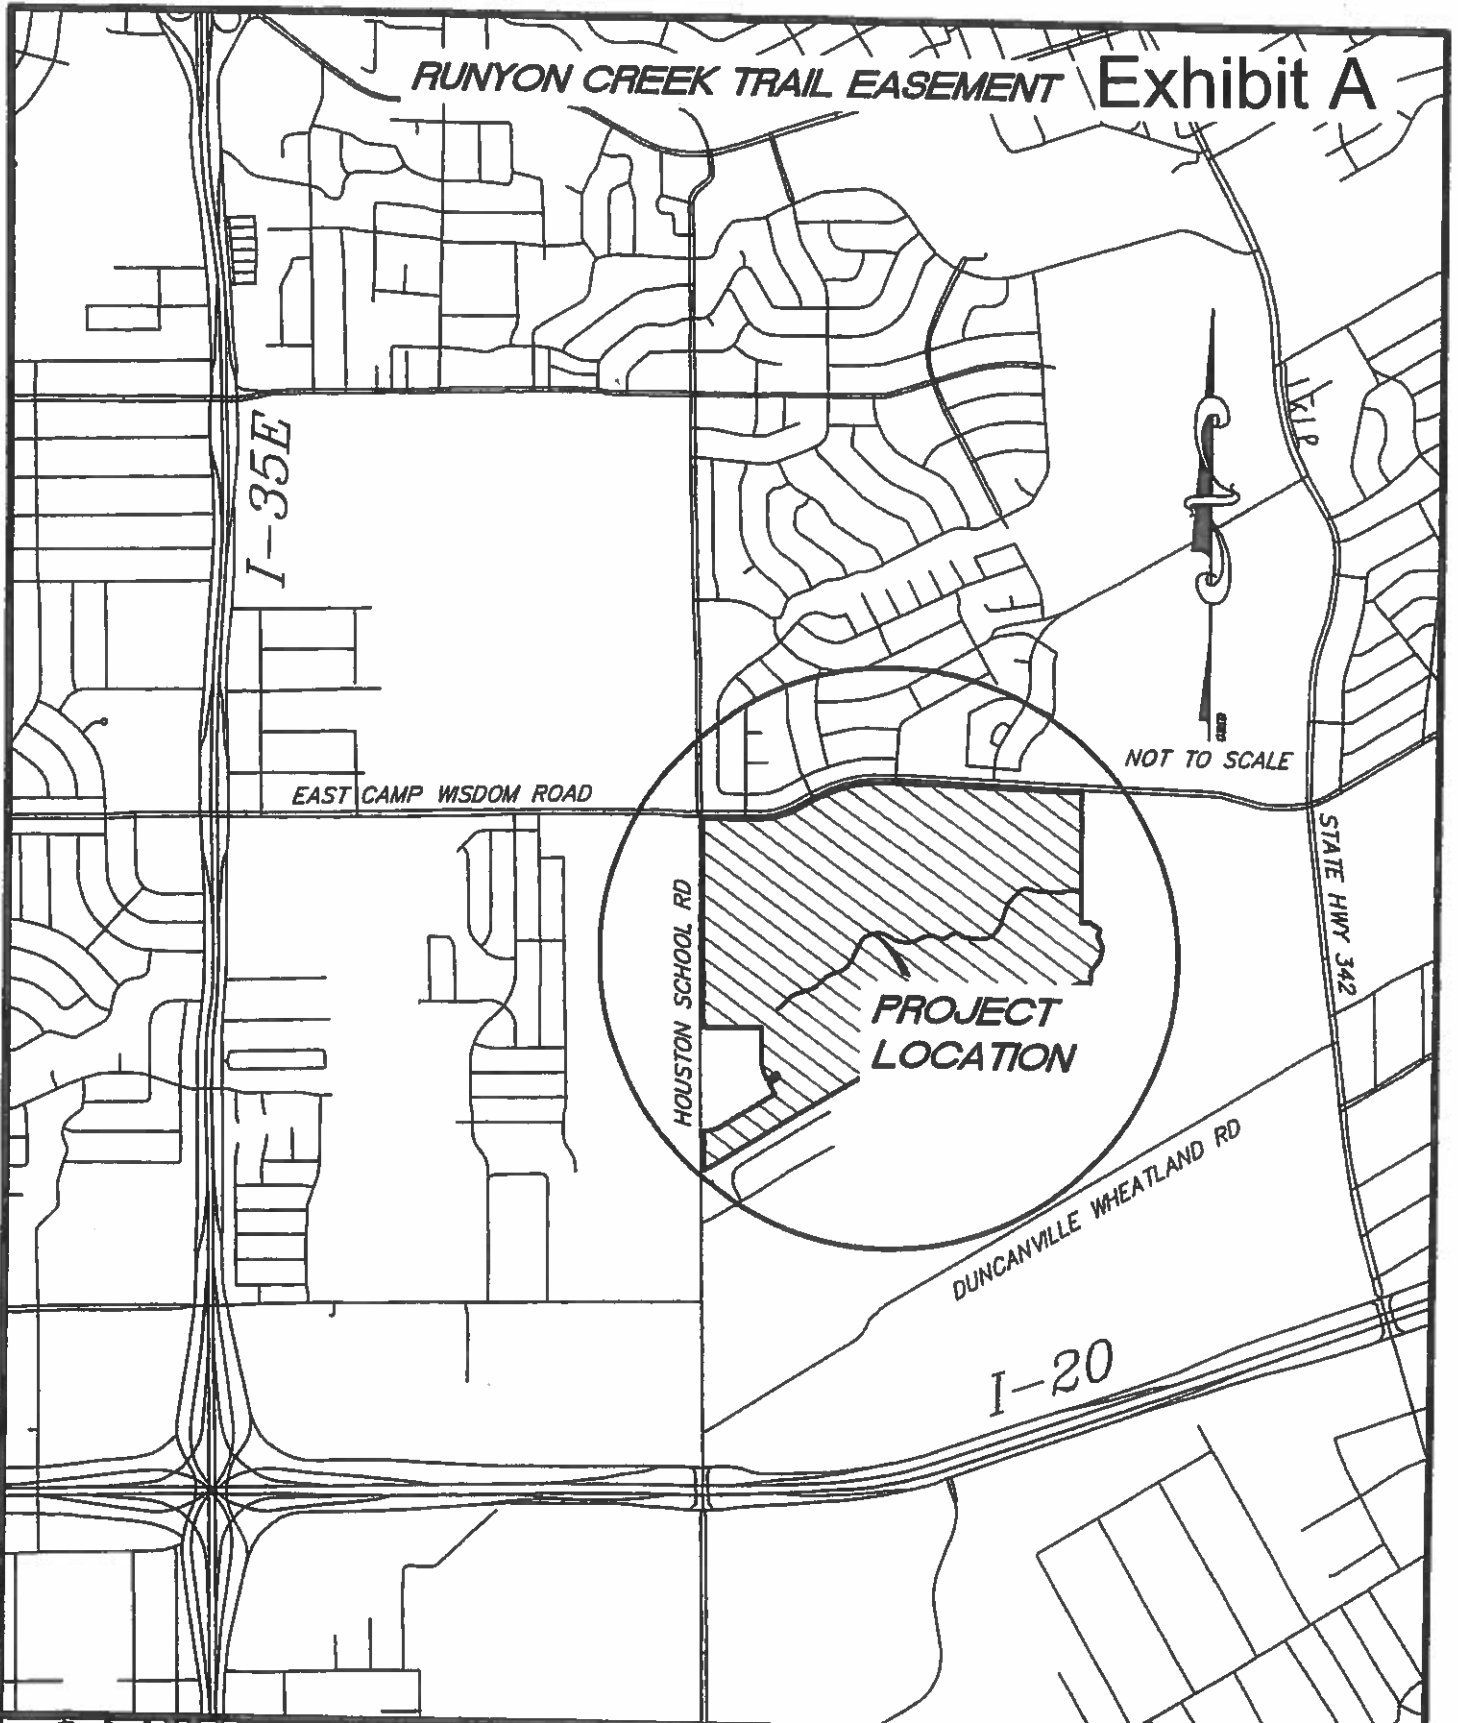 RUNYON CREEK TRAIL EASEMENT
Exhibit A
I-35E
NOT TO SCALE
EAST CAMP WISDOM ROAD
STATE HWY 342
HOUSTON SCHOOL RD
PROJECT
LOCATION
DUNCANVILLE WHEATLAND RD
I-20